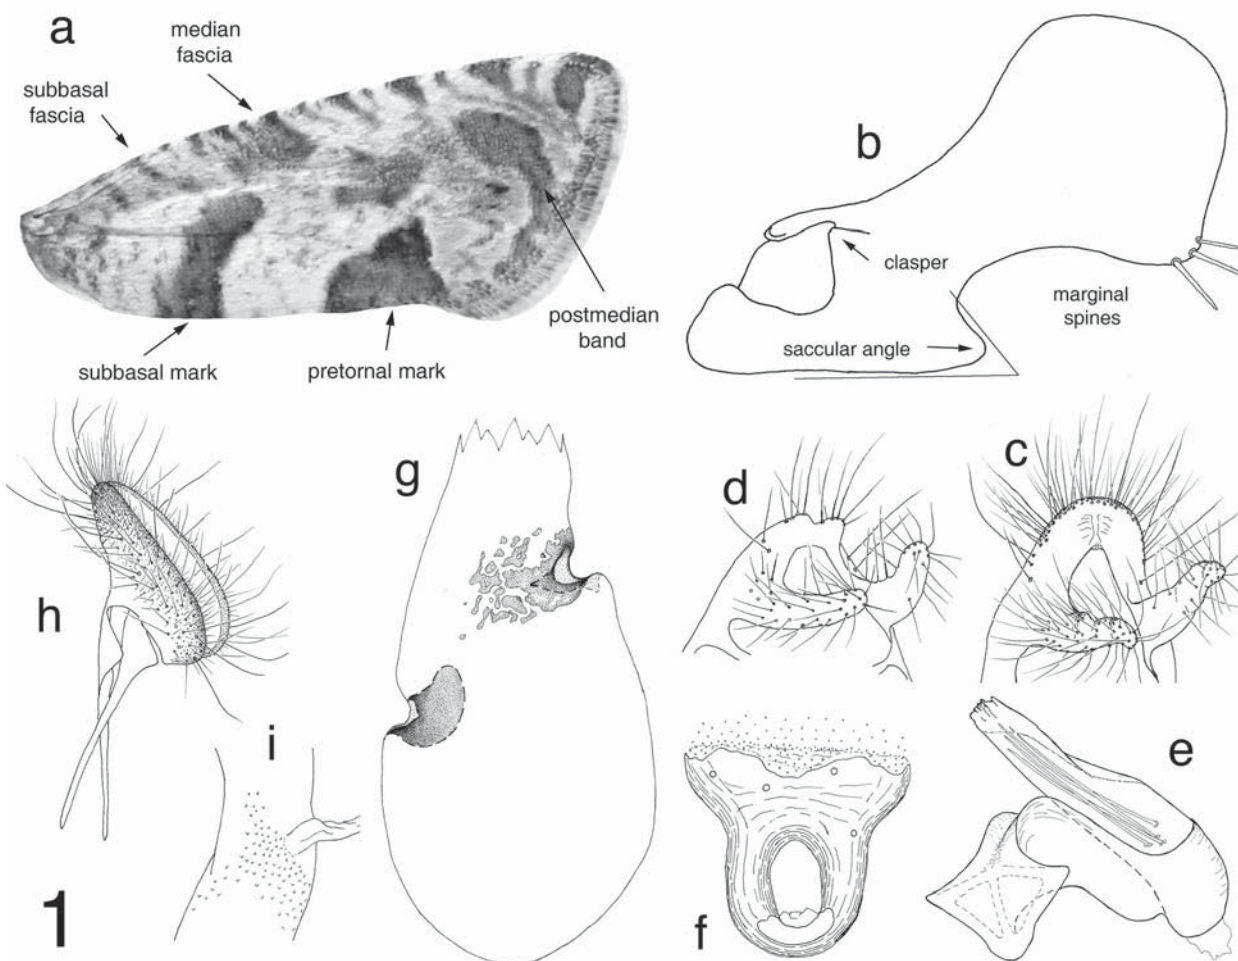 a
median
fascia
subbasal
fascia
subbasal mark
pretornal mark
postmedian
band
b
clasper
marginal
spines
saccular angle
h
g
d
c
i
e
f
1